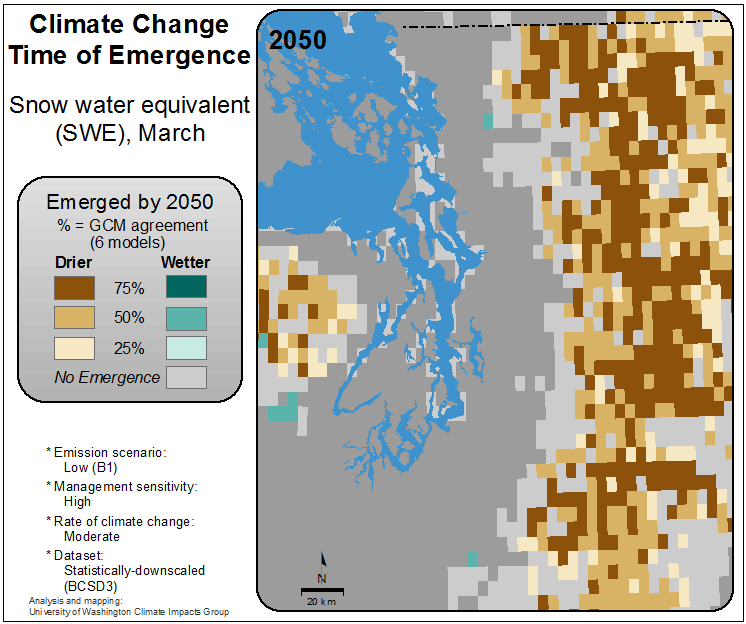 Climate Change
Time of Emergence
Snow water equivalent
(SWE), March
Emerged by 2050
% = GCM agreement
(6 models)
Drier Wetter
75%
50%
25%
No Emergence
* Emission scenario:
Low (B1)
* Management sensitivity:
High
* Rate of climate change:
Moderate
* Dataset:
Statistically-downscaled
(BCSD3)
Analysis and mapping:
University of Washington Climate Impacts Group
2050
N
20 km